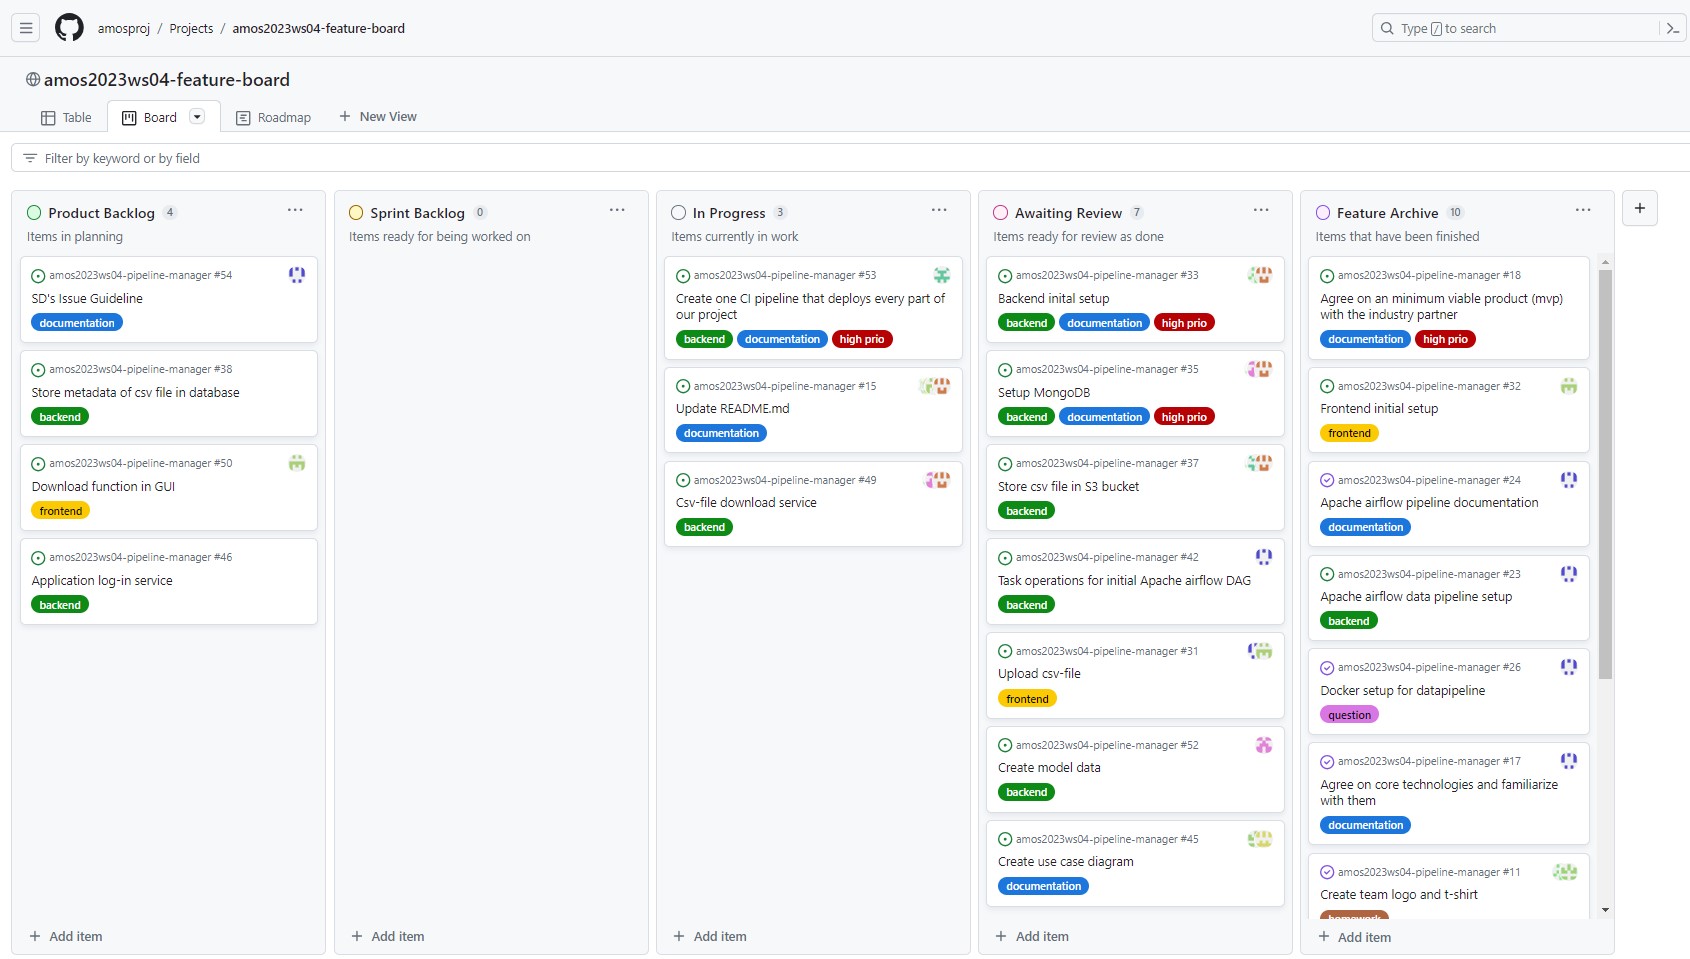 amosproj / Projects / amos2023ws04-feature-board
Type / to search
amos2023ws04-feature-board
Table
Board
Roadmap
New View
Filter by keyword or by field
Product Backlog 4
Items in planning
amos2023ws04-pipeline-manager #54
SD's Issue Guideline
documentation
amos2023ws04-pipeline-manager #38
Store metadata of csv file in database
backend
amos2023ws04-pipeline-manager #50
Download function in GUI
frontend
amos2023ws04-pipeline-manager #46
Application log-in service
backend
Add item
Sprint Backlog 0
Items ready for being worked on
Add item
In Progress 3
Items currently in work
amos2023ws04-pipeline-manager #53
Create one CI pipeline that deploys every part of
our project
backend documentation high prio
amos2023ws04-pipeline-manager #15
Update README.md
documentation
amos2023ws04-pipeline-manager #49
Csv-file download service
backend
Add item
Awaiting Review 7
Items ready for review as done
amos2023ws04-pipeline-manager #33
Backend inital setup
backend documentation high prio
amos2023ws04-pipeline-manager #35
Setup MongoDB
backend documentation high prio
amos2023ws04-pipeline-manager #37
Store csv file in S3 bucket
backend
amos2023ws04-pipeline-manager #42
Task operations for initial Apache airflow DAG
backend
amos2023ws04-pipeline-manager #31
Upload csv-file
frontend
amos2023ws04-pipeline-manager #52
Create model data
backend
amos2023ws04-pipeline-manager #45
Create use case diagram
documentation
Add item
Feature Archive 10
Items that have been finished
amos2023ws04-pipeline-manager #18
Agree on an minimum viable product (mvp)
with the industry partner
documentation high prio
amos2023ws04-pipeline-manager #32
Frontend initial setup
frontend
amos2023ws04-pipeline-manager #24
Apache airflow pipeline documentation
documentation
amos2023ws04-pipeline-manager #23
Apache airflow data pipeline setup
backend
amos2023ws04-pipeline-manager #26
Docker setup for datapipeline
question
amos2023ws04-pipeline-manager #17
Agree on core technologies and familiarize
with them
documentation
amos2023ws04-pipeline-manager #11
Create team logo and t-shirt
homework
Add item